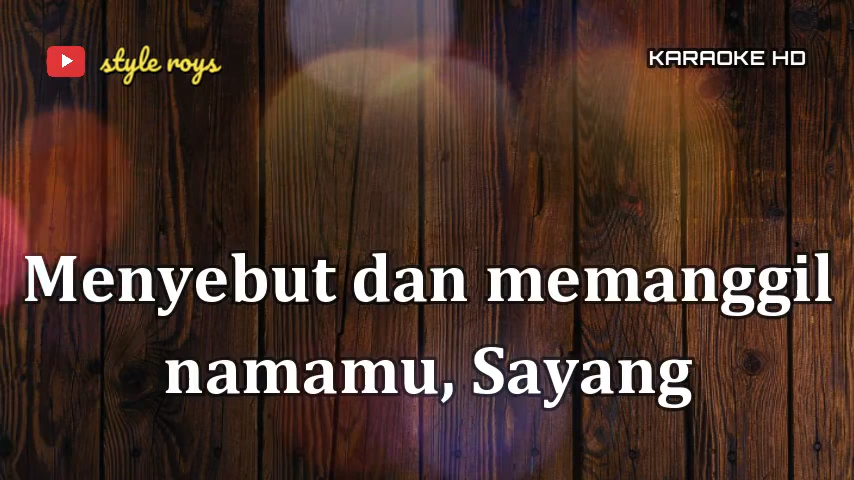 style roys
KARAOKE HD
Menyebut dan memanggil
namamu, Sayang